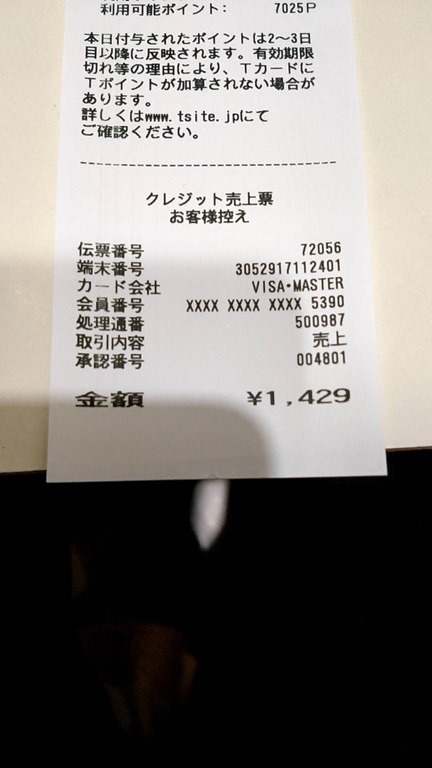 利用可能ポイント: 7025P
本日付与されたポイントは2～3日
目以降に反映されます。有効期限
切れ等の理由により、Tカードに
Tポイントが加算されない場合が
あります。
詳しくはwww.tsite.jpにて
ご確認ください。
--------------------------------
クレジット売上票
お客様控え
伝票番号 72056
端末番号 3052917112401
カード会社 VISA・MASTER
会員番号 XXXX XXXX XXXX 5390
処理通番 500987
取引内容 売上
承認番号 004801
金額 ¥1,429